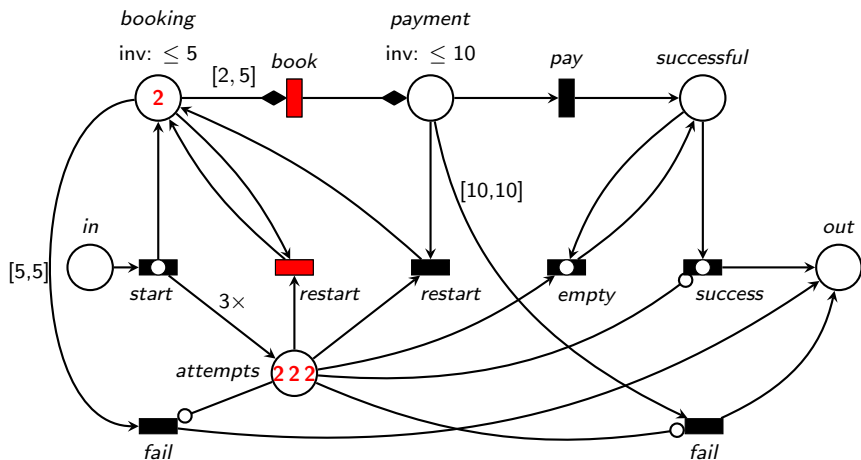 booking
payment
inv: ≤ 5
[2, 5]
book
inv: ≤ 10
pay
successful
2
[10,10]
in
out
[5,5]
start
3×
restart
restart
empty
success
attempts
2 2 2
fail
fail